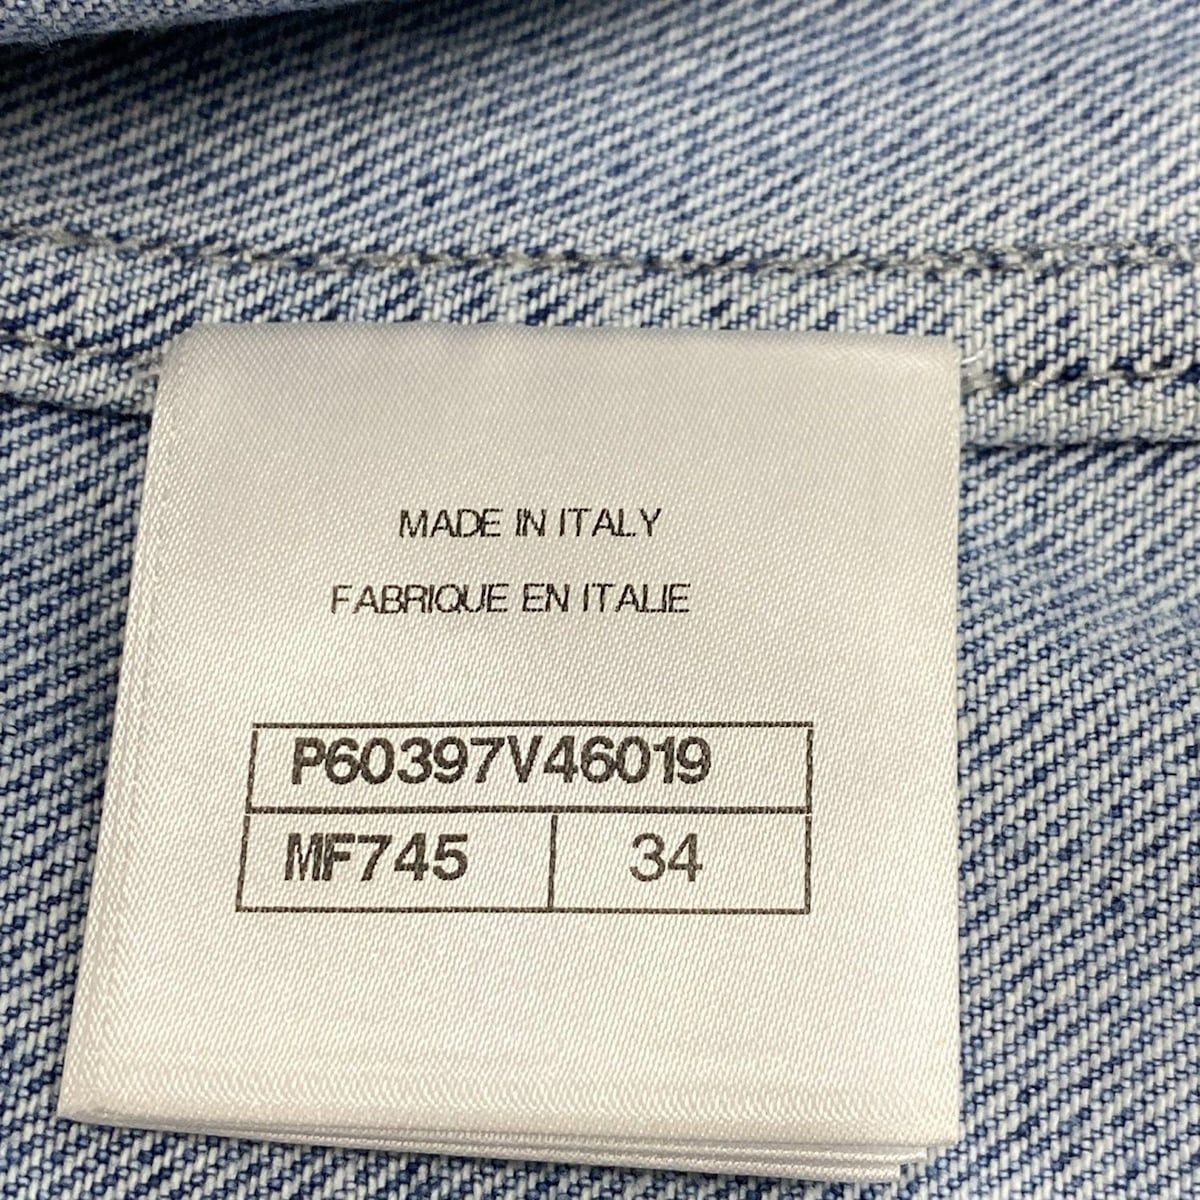 MADE IN ITALY
FABRIQUE EN ITALIE
P60397V46019
MF745 34